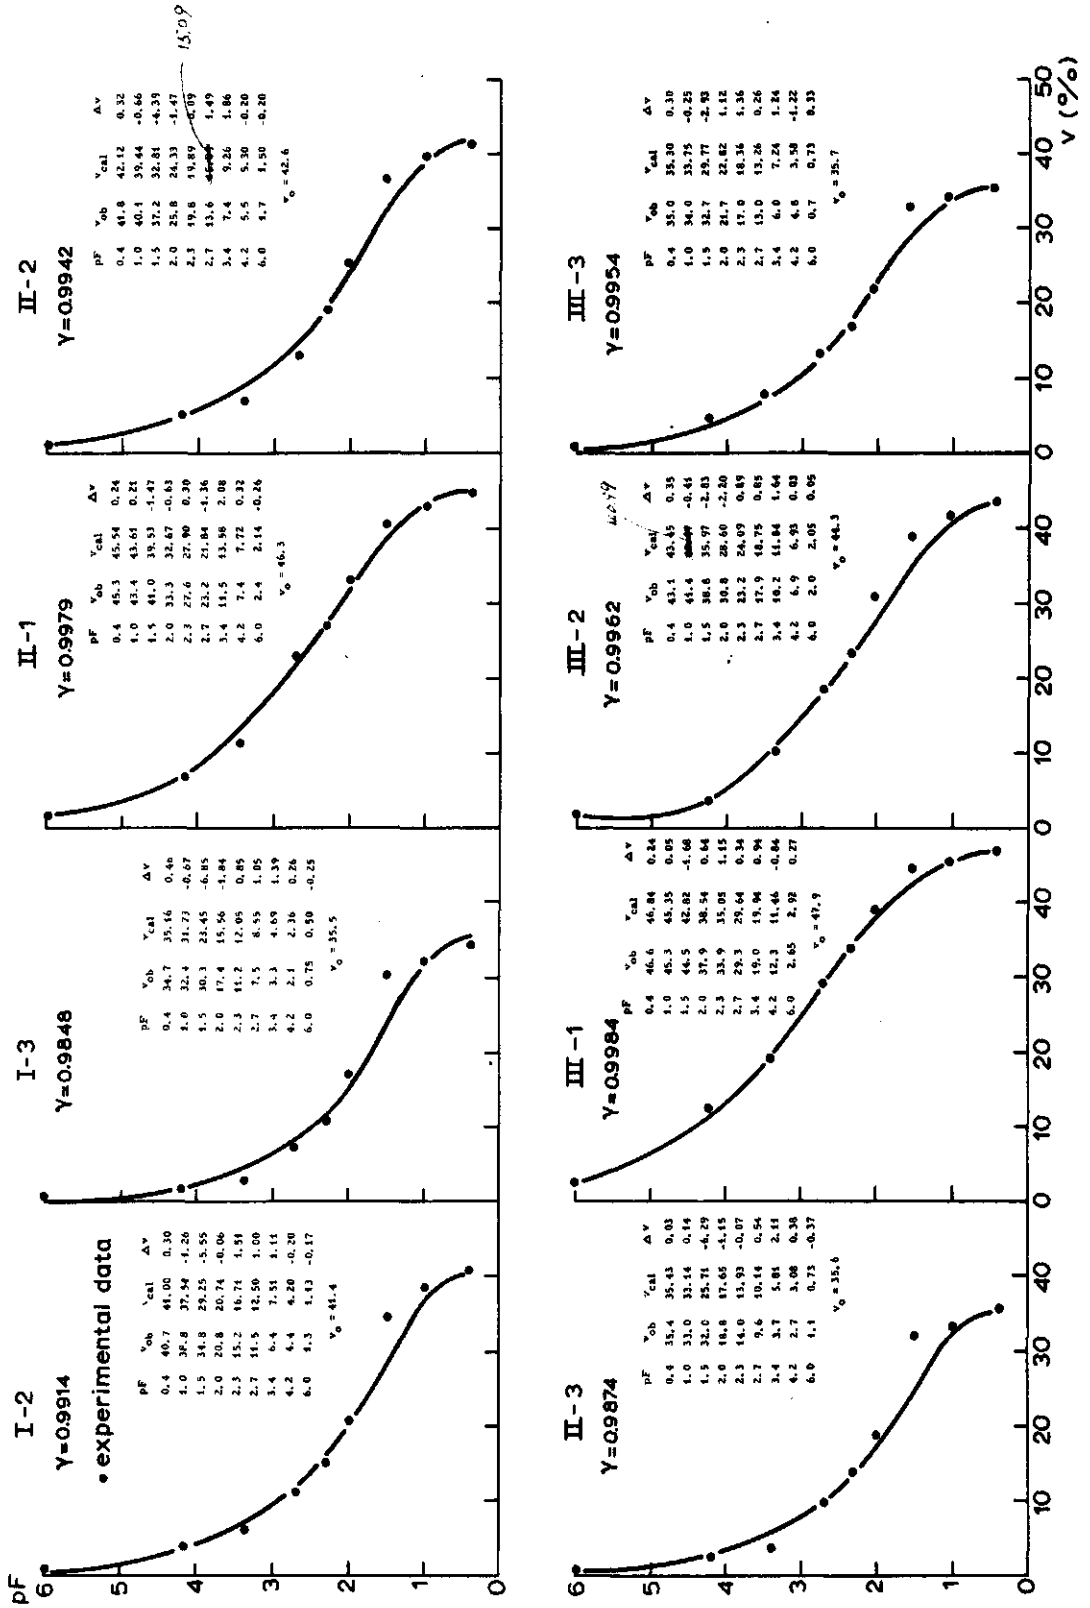 pF
I-2
γ=0.9914
• experimental data
pF v_ob v_cal Δv
0.4 40.7 41.00 0.30
1.0 38.8 37.54 -1.26
1.5 34.8 29.25 -5.55
2.0 20.8 20.74 -0.06
2.3 15.2 16.71 1.51
2.7 11.5 12.50 1.00
3.4 6.4 7.51 1.11
4.2 4.4 4.20 -0.20
6.0 1.3 1.13 -0.17
v_o = 41.4
I-3
γ=0.9848
pF v_ob v_cal Δv
0.4 34.7 35.16 0.46
1.0 32.4 31.73 -0.67
1.5 30.3 23.45 -6.85
2.0 17.4 15.56 -1.84
2.3 11.2 12.05 0.85
2.7 7.5 8.55 1.05
3.4 3.3 4.69 1.39
4.2 2.1 2.36 0.26
6.0 0.75 0.50 -0.25
v_o = 35.5
II-1
γ=0.9979
pF v_ob v_cal Δv
0.4 45.3 45.54 0.24
1.0 43.4 43.61 0.21
1.5 41.0 39.53 -1.47
2.0 33.3 32.67 -0.63
2.3 27.6 27.90 0.30
2.7 23.2 21.84 -1.36
3.4 11.5 13.58 2.08
4.2 7.4 7.72 0.32
6.0 2.4 2.14 -0.26
v_o = 46.3
II-2
γ=0.9942
15.09
pF v_ob v_cal Δv
0.4 41.8 42.12 0.32
1.0 40.1 39.44 -0.66
1.5 37.2 32.81 -4.39
2.0 25.8 24.33 -1.47
2.3 19.8 19.89 0.09
2.7 13.6 1.49
3.4 7.4 9.26 1.86
4.2 5.5 5.30 -0.20
6.0 1.7 1.50 -0.20
v_o = 42.6
6 5 4 3 2 1 0
II-3
γ=0.9874
pF v_ob v_cal Δv
0.4 35.4 35.43 0.03
1.0 33.0 33.14 0.14
1.5 32.0 25.71 -6.29
2.0 18.8 17.65 -1.15
2.3 14.0 13.93 -0.07
2.7 9.6 10.14 0.54
3.4 3.7 5.81 2.11
4.2 2.7 3.08 0.38
6.0 1.1 0.73 -0.37
v_o = 35.6
III-1
γ=0.9984
pF v_ob v_cal Δv
0.4 46.6 46.84 0.24
1.0 45.3 45.35 0.05
1.5 44.5 42.82 -1.68
2.0 37.9 38.54 0.64
2.3 33.9 35.05 1.15
2.7 29.3 29.64 0.34
3.4 19.0 19.94 0.94
4.2 12.3 11.46 -0.84
6.0 2.65 2.92 0.27
v_o = 47.9
III-2
γ=0.9962
pF v_ob v_cal Δv
0.4 43.1 43.45 0.35
1.0 41.4 -0.41
1.5 38.8 35.97 -2.83
2.0 30.8 28.60 -2.20
2.3 23.2 24.09 0.89
2.7 17.9 18.75 0.85
3.4 10.2 11.84 1.64
4.2 6.9 6.93 0.03
6.0 2.0 2.05 0.05
v_o = 44.3
III-3
γ=0.9954
pF v_ob v_cal Δv
0.4 35.0 35.30 0.30
1.0 34.0 33.75 -0.25
1.5 32.7 29.77 -2.93
2.0 21.7 22.82 1.12
2.3 17.0 18.36 1.36
2.7 13.0 13.26 0.26
3.4 6.0 7.24 1.24
4.2 4.8 3.58 -1.22
6.0 0.7 0.73 0.33
v_o = 35.7
6 5 4 3 2 1 0
0 10 20 30 40 0 10 20 30 40 0 10 20 30 40 0 10 20 30 40 50
v (%)